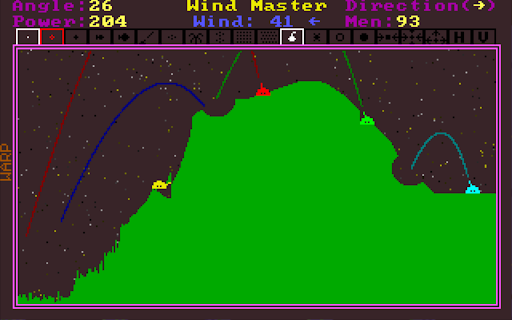 Angle:26 Wind Master Direction(→)
Power:204 Wind: 41 ← Men:93
H V
WARP